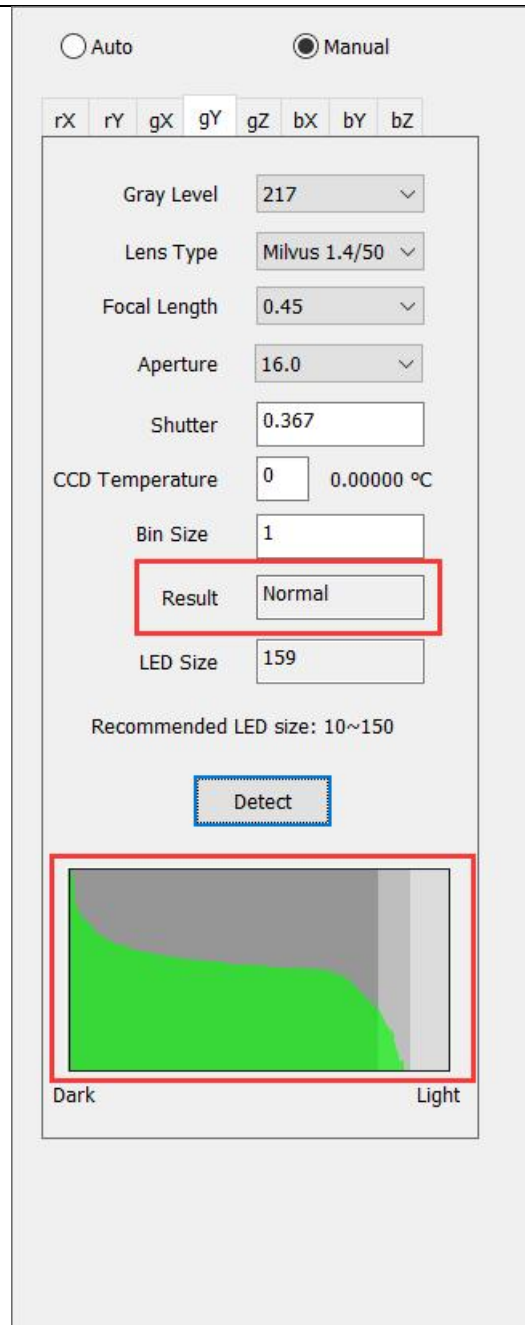 Auto Manual
rX rY gX gY gZ bX bY bZ
Gray Level 217
Lens Type Milvus 1.4/50
Focal Length 0.45
Aperture 16.0
Shutter 0.367
CCD Temperature 0 0.00000 ºC
Bin Size 1
Result Normal
LED Size 159
Recommended LED size: 10~150
Detect
Dark Light